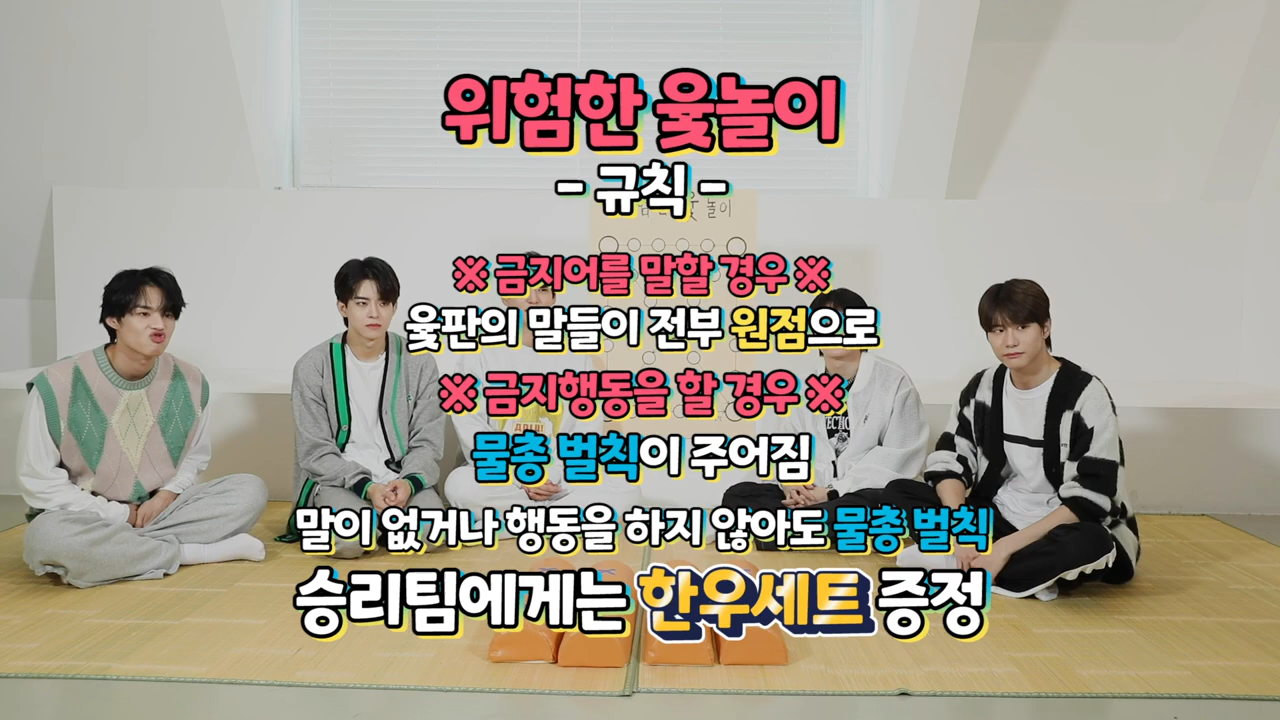 위험한 윷놀이
- 규칙 -
윷놀이
※ 금지어를 말할 경우 ※
윷판의 말들이 전부 원점으로
※ 금지행동을 할 경우 ※
물총 벌칙이 주어짐
말이 없거나 행동을 하지 않아도 물총 벌칙
승리팀에게는 한우세트 증정